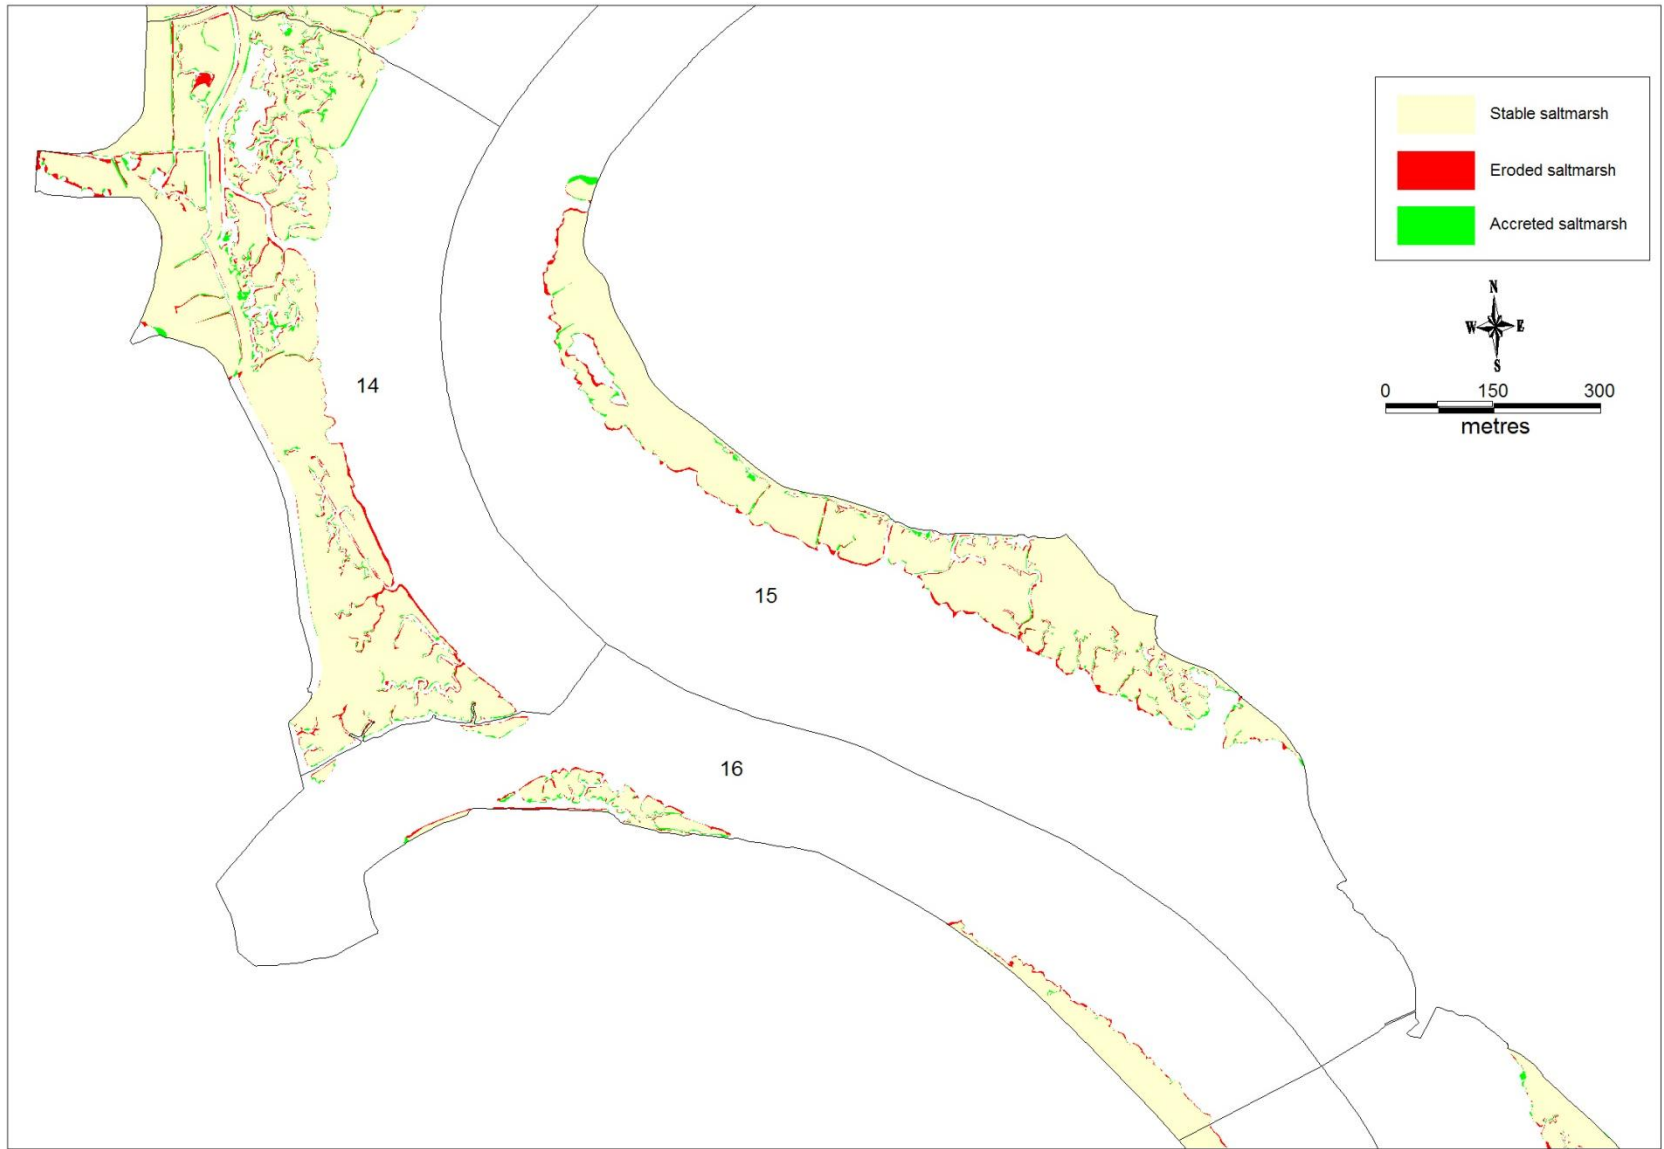 Stable saltmarsh
Eroded saltmarsh
Accreted saltmarsh
N
W E
S
0 150 300
metres
14
15
16